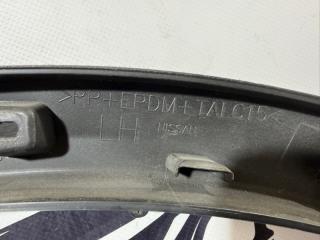 >PP+EPDM+TALC15<
LH NISSAN